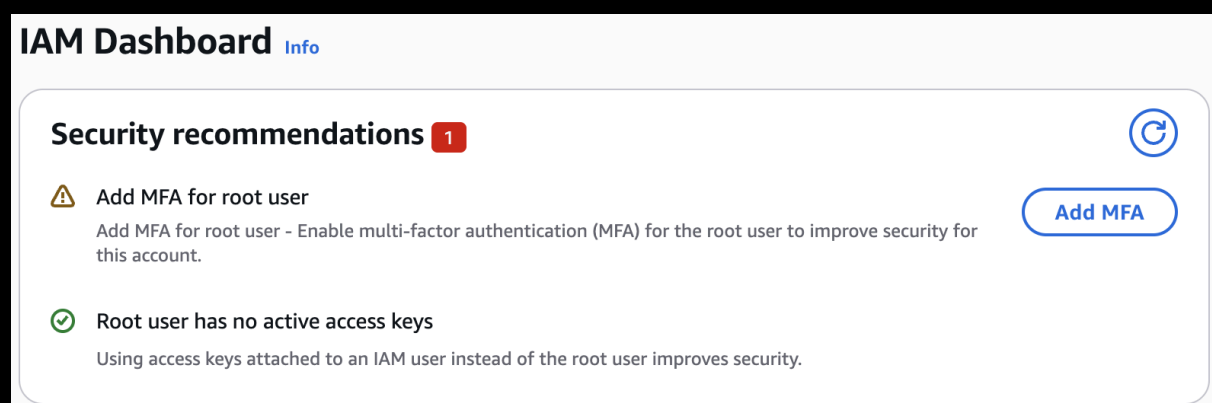 IAM Dashboard Info
Security recommendations 1
Add MFA for root user
Add MFA for root user - Enable multi-factor authentication (MFA) for the root user to improve security for
this account.
Add MFA
Root user has no active access keys
Using access keys attached to an IAM user instead of the root user improves security.